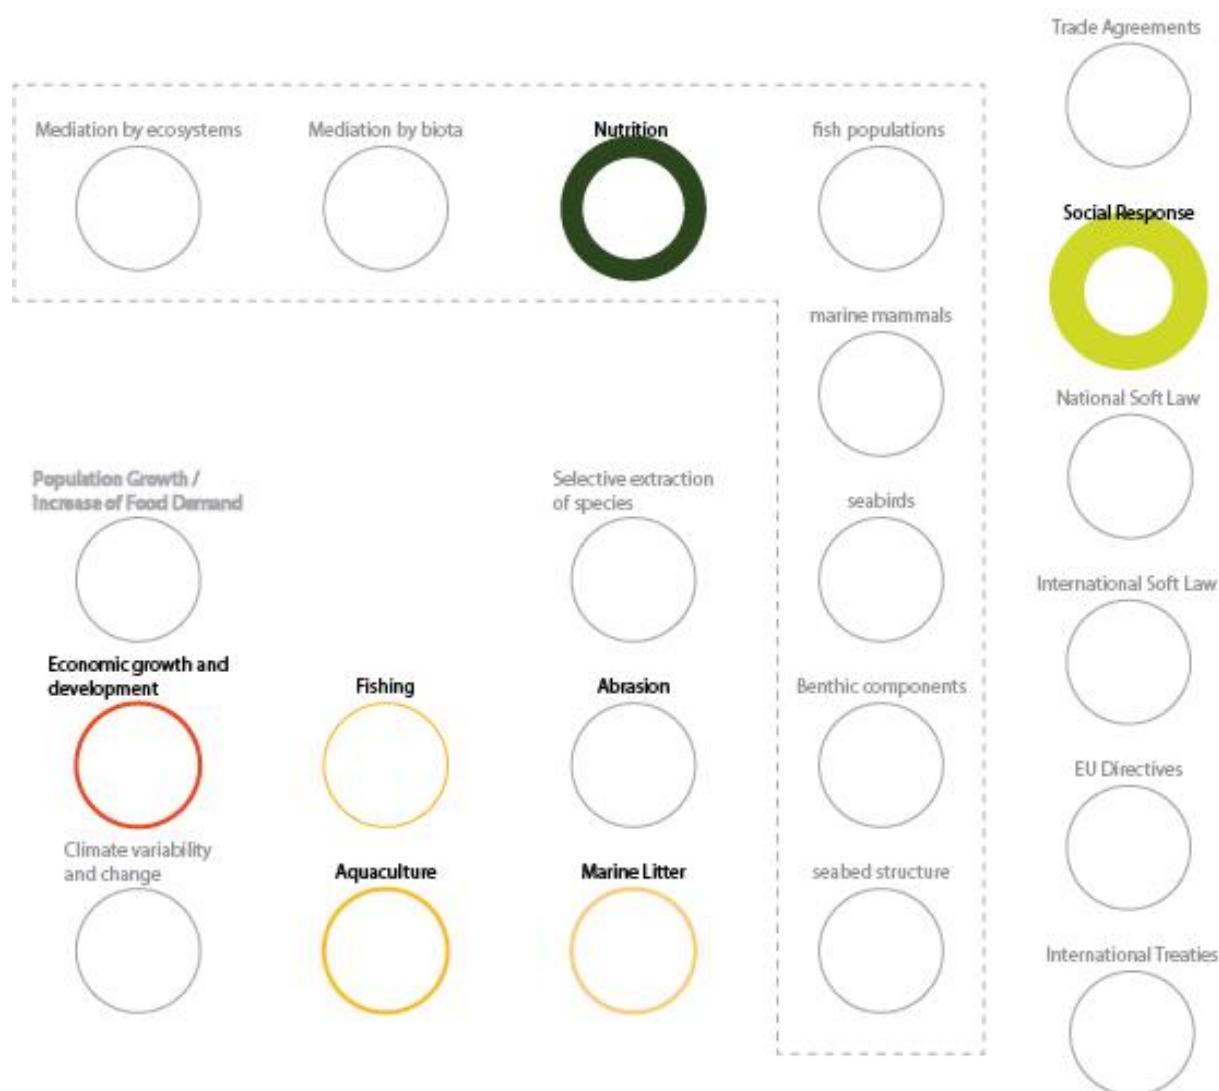 Trade Agreements
Mediation by ecosystems
Mediation by biota
Nutrition
fish populations
Social Response
marine mammals
National Soft Law
Population Growth /
Increase of Food Demand
Selective extraction
of species
seabirds
International Soft Law
Economic growth and
development
Fishing
Abrasion
Benthic components
EU Directives
Climate variability
and change
Aquaculture
Marine Litter
seabed structure
International Treaties